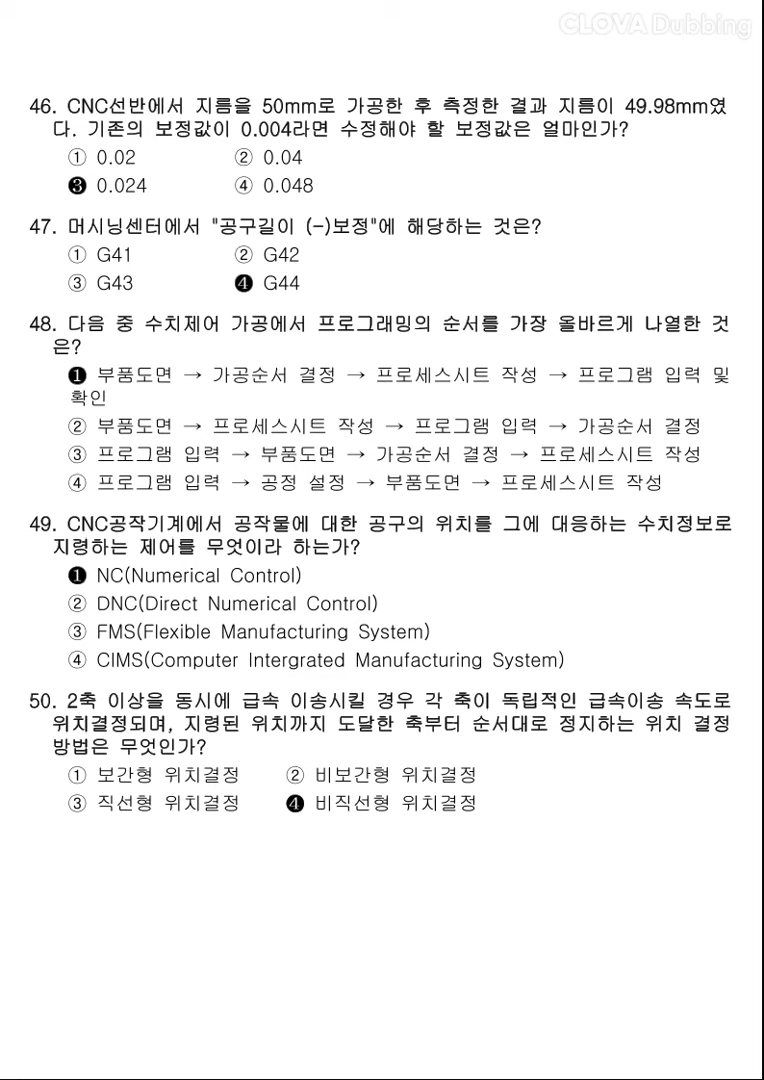 CLOVA Dubbing
46. CNC선반에서 지름을 50mm로 가공한 후 측정한 결과 지름이 49.98mm였
다. 기존의 보정값이 0.004라면 수정해야 할 보정값은 얼마인가?
① 0.02 ② 0.04
❸ 0.024 ④ 0.048
47. 머시닝센터에서 "공구길이 (-)보정"에 해당하는 것은?
① G41 ② G42
③ G43 ❹ G44
48. 다음 중 수치제어 가공에서 프로그래밍의 순서를 가장 올바르게 나열한 것
은?
❶ 부품도면 → 가공순서 결정 → 프로세스시트 작성 → 프로그램 입력 및
확인
② 부품도면 → 프로세스시트 작성 → 프로그램 입력 → 가공순서 결정
③ 프로그램 입력 → 부품도면 → 가공순서 결정 → 프로세스시트 작성
④ 프로그램 입력 → 공정 설정 → 부품도면 → 프로세스시트 작성
49. CNC공작기계에서 공작물에 대한 공구의 위치를 그에 대응하는 수치정보로
지령하는 제어를 무엇이라 하는가?
❶ NC(Numerical Control)
② DNC(Direct Numerical Control)
③ FMS(Flexible Manufacturing System)
④ CIMS(Computer Intergrated Manufacturing System)
50. 2축 이상을 동시에 급속 이송시킬 경우 각 축이 독립적인 급속이송 속도로
위치결정되며, 지령된 위치까지 도달한 축부터 순서대로 정지하는 위치 결정
방법은 무엇인가?
① 보간형 위치결정 ② 비보간형 위치결정
③ 직선형 위치결정 ❹ 비직선형 위치결정